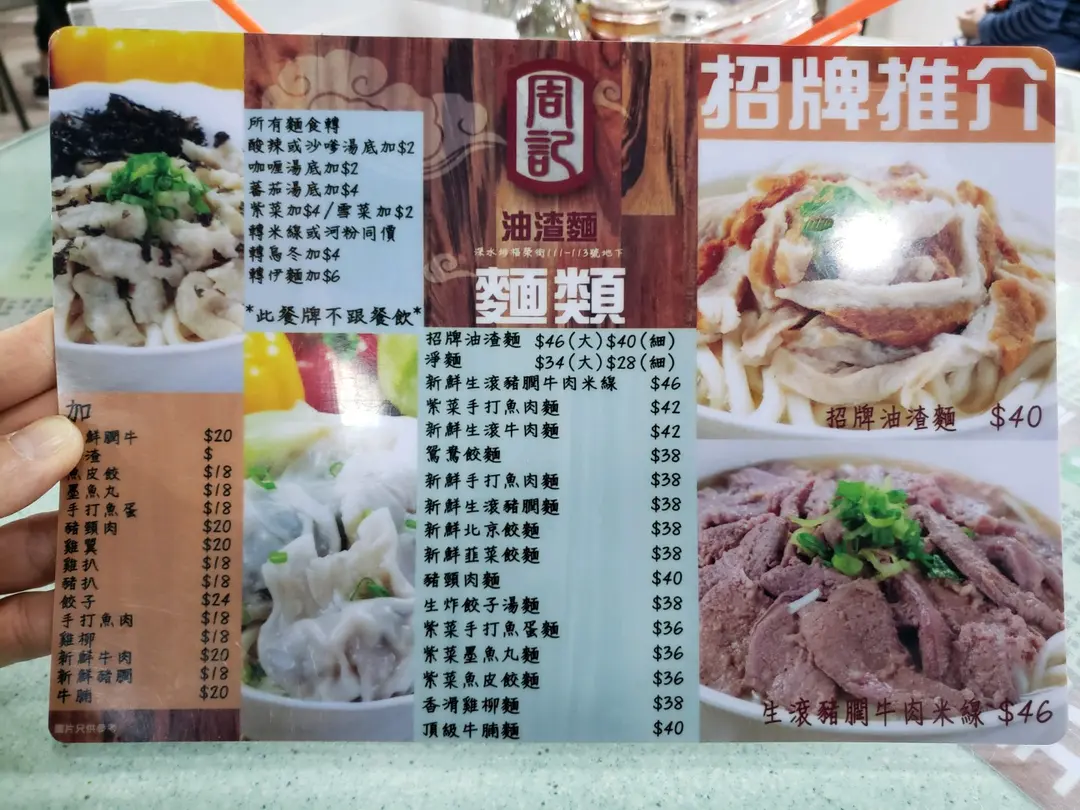 所有麵食轉
酸辣或沙嗲湯底加$2
咖喱湯底加$2
蕃茄湯底加$4
紫菜加$4/雪菜加$2
轉米線或河粉同價
轉烏冬加$4
轉伊麵加$6
*此餐牌不跟餐飲*
加
鮮膶牛 $20
渣 $
魚皮餃 $18
墨魚丸 $18
手打魚蛋 $18
豬頸肉 $20
雞翼 $20
雞扒 $18
豬扒 $18
餃子 $24
手打魚肉 $18
雞柳 $18
新鮮牛肉 $20
新鮮豬膶 $18
牛腩 $20
圖片只供參考
周記
油渣麵
深水埗福榮街111-113號地下
麵類
招牌油渣麵 $46(大)$40(細)
淨麵 $34(大)$28(細)
新鮮生滾豬膶牛肉米線 $46
紫菜手打魚肉麵 $42
新鮮生滾牛肉麵 $42
鴛鴦餃麵 $38
新鮮手打魚肉麵 $38
新鮮生滾豬膶麵 $38
新鮮北京餃麵 $38
新鮮韮菜餃麵 $38
豬頸肉麵 $40
生炸餃子湯麵 $38
紫菜手打魚蛋麵 $36
紫菜墨魚丸麵 $36
紫菜魚皮餃麵 $36
香滑雞柳麵 $38
頂級牛腩麵 $40
招牌推介
招牌油渣麵 $40
生滾豬膶牛肉米線 $46